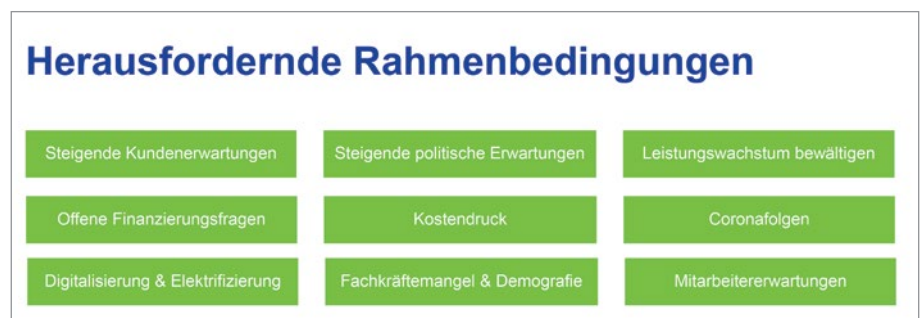 Herausfordernde Rahmenbedingungen
Steigende Kundenerwartungen
Steigende politische Erwartungen
Leistungswachstum bewältigen
Offene Finanzierungsfragen
Kostendruck
Coronafolgen
Digitalisierung & Elektrifizierung
Fachkräftemangel & Demografie
Mitarbeitererwartungen